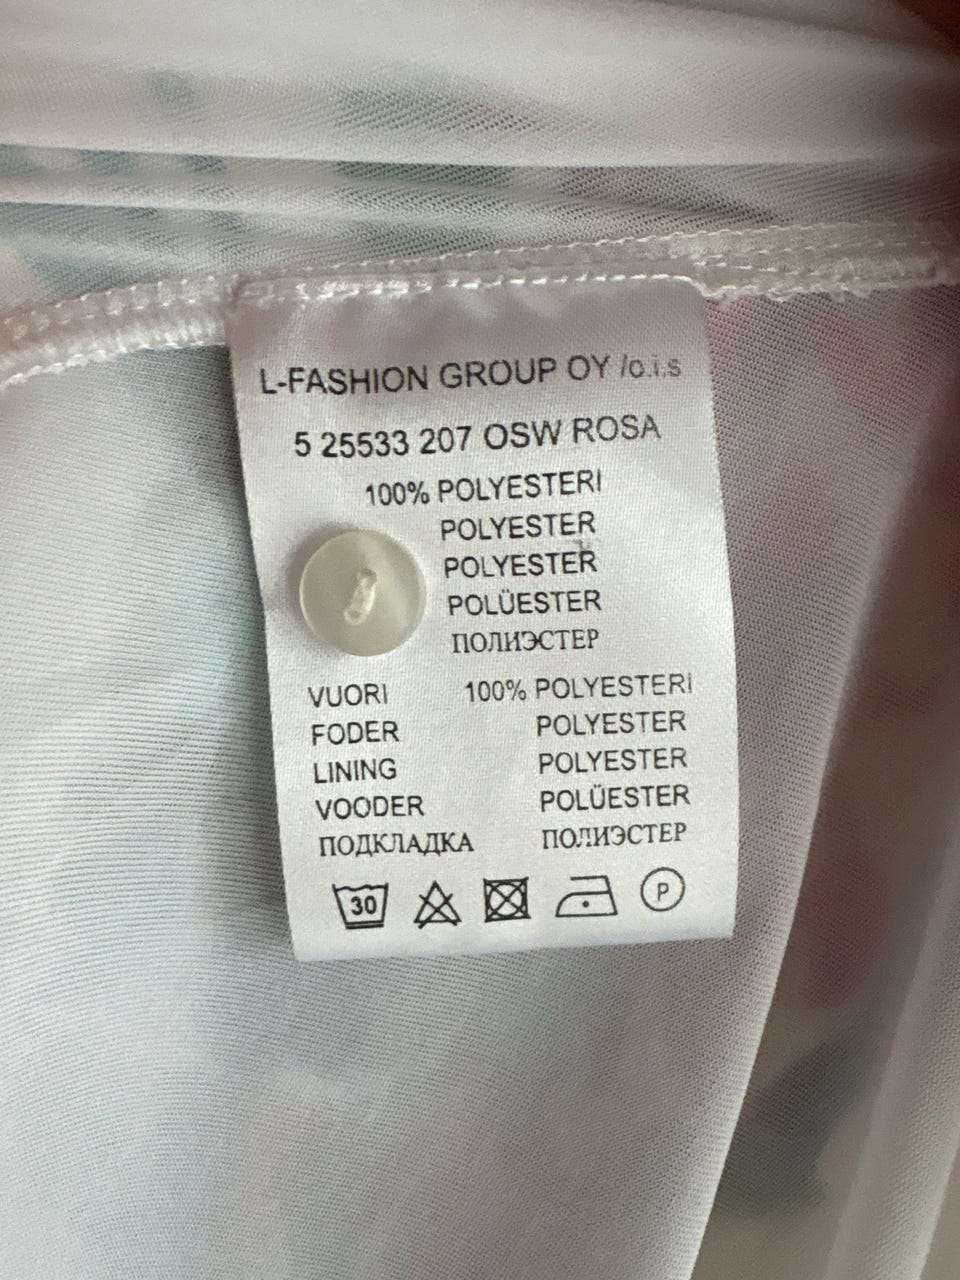 L-FASHION GROUP OY /o.i.s
5 25533 207 OSW ROSA
100% POLYESTERI
POLYESTER
POLYESTER
POLÜESTER
ПОЛИЭСТЕР
VUORI 100% POLYESTERI
FODER POLYESTER
LINING POLYESTER
VOODER POLÜESTER
ПОДКЛАДКА ПОЛИЭСТЕР
30 P